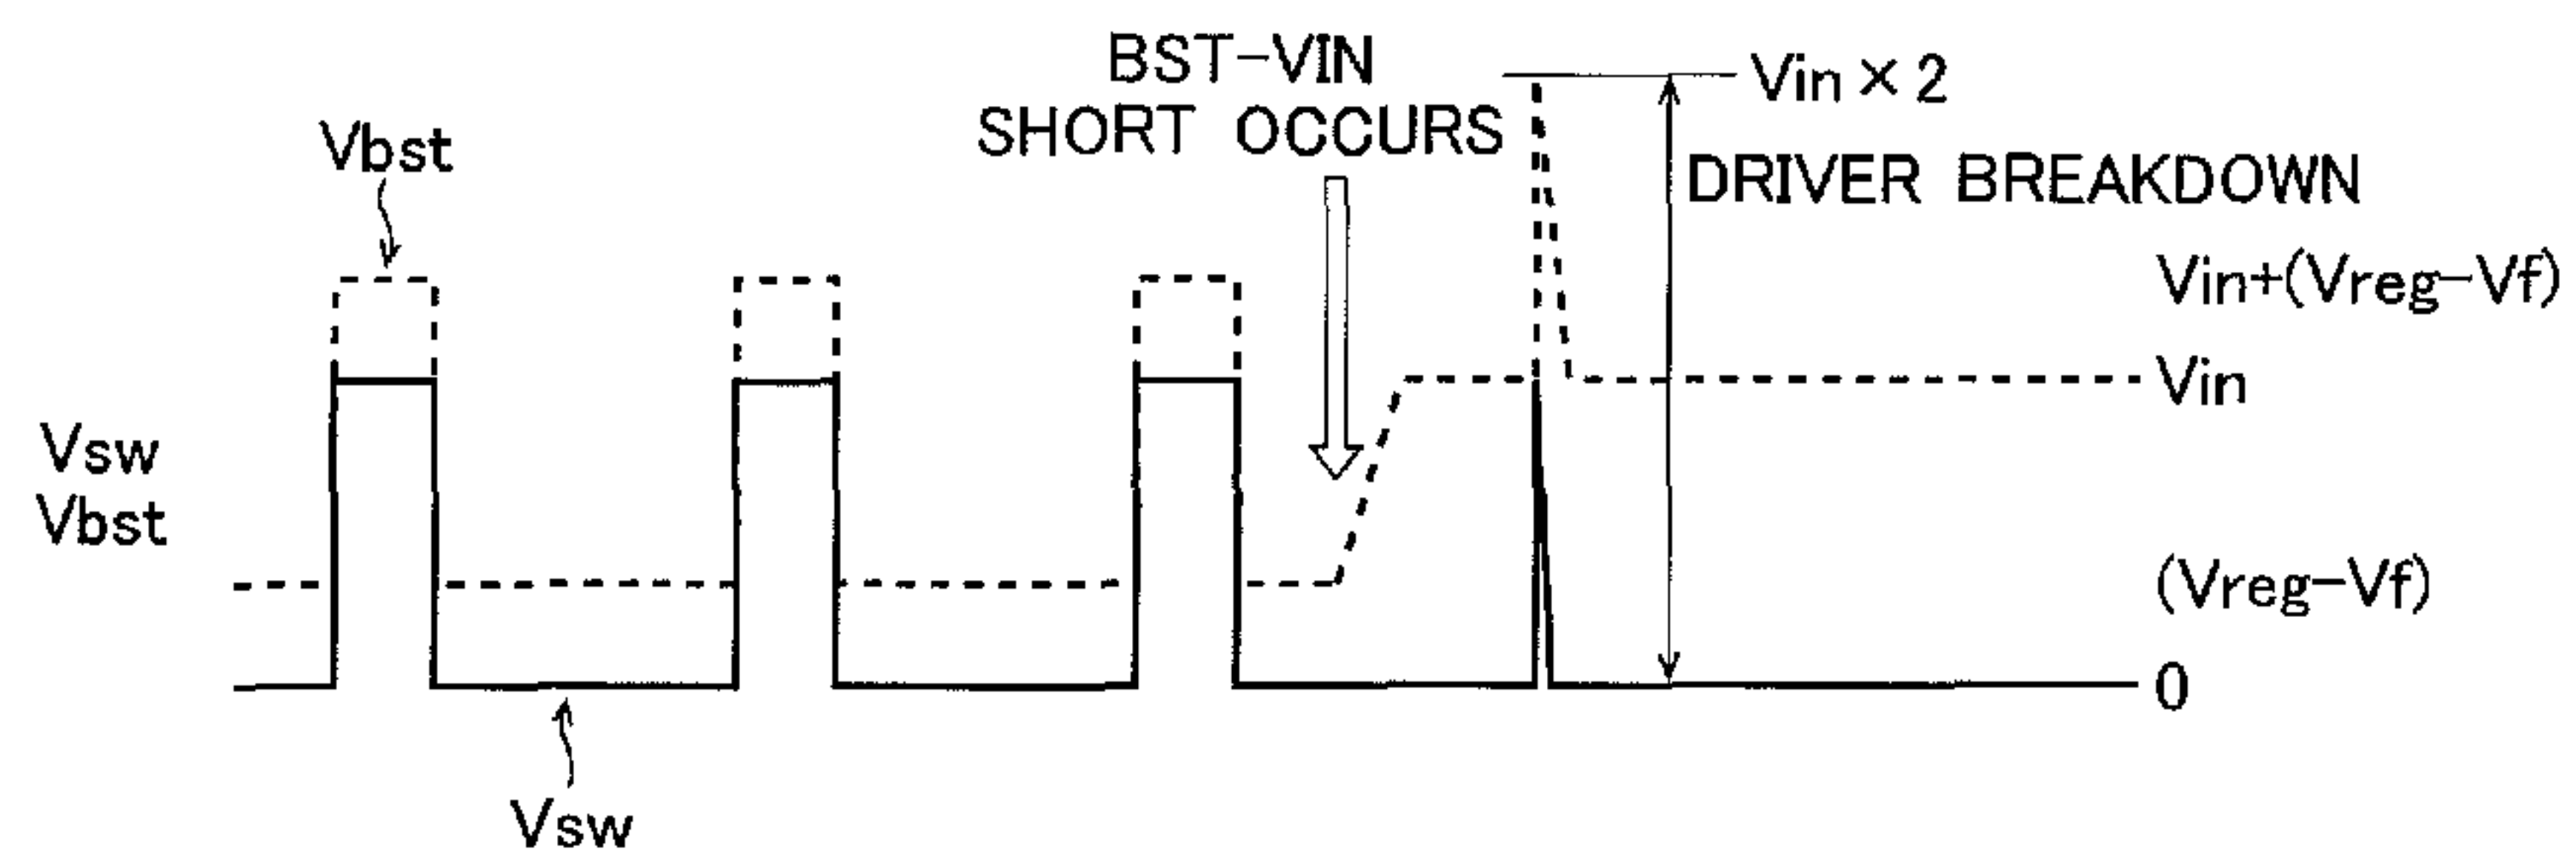 BST-VIN
SHORT OCCURS
Vin × 2
Vbst
DRIVER BREAKDOWN
Vin+(Vreg-Vf)
Vin
Vsw
Vbst
(Vreg-Vf)
0
Vsw